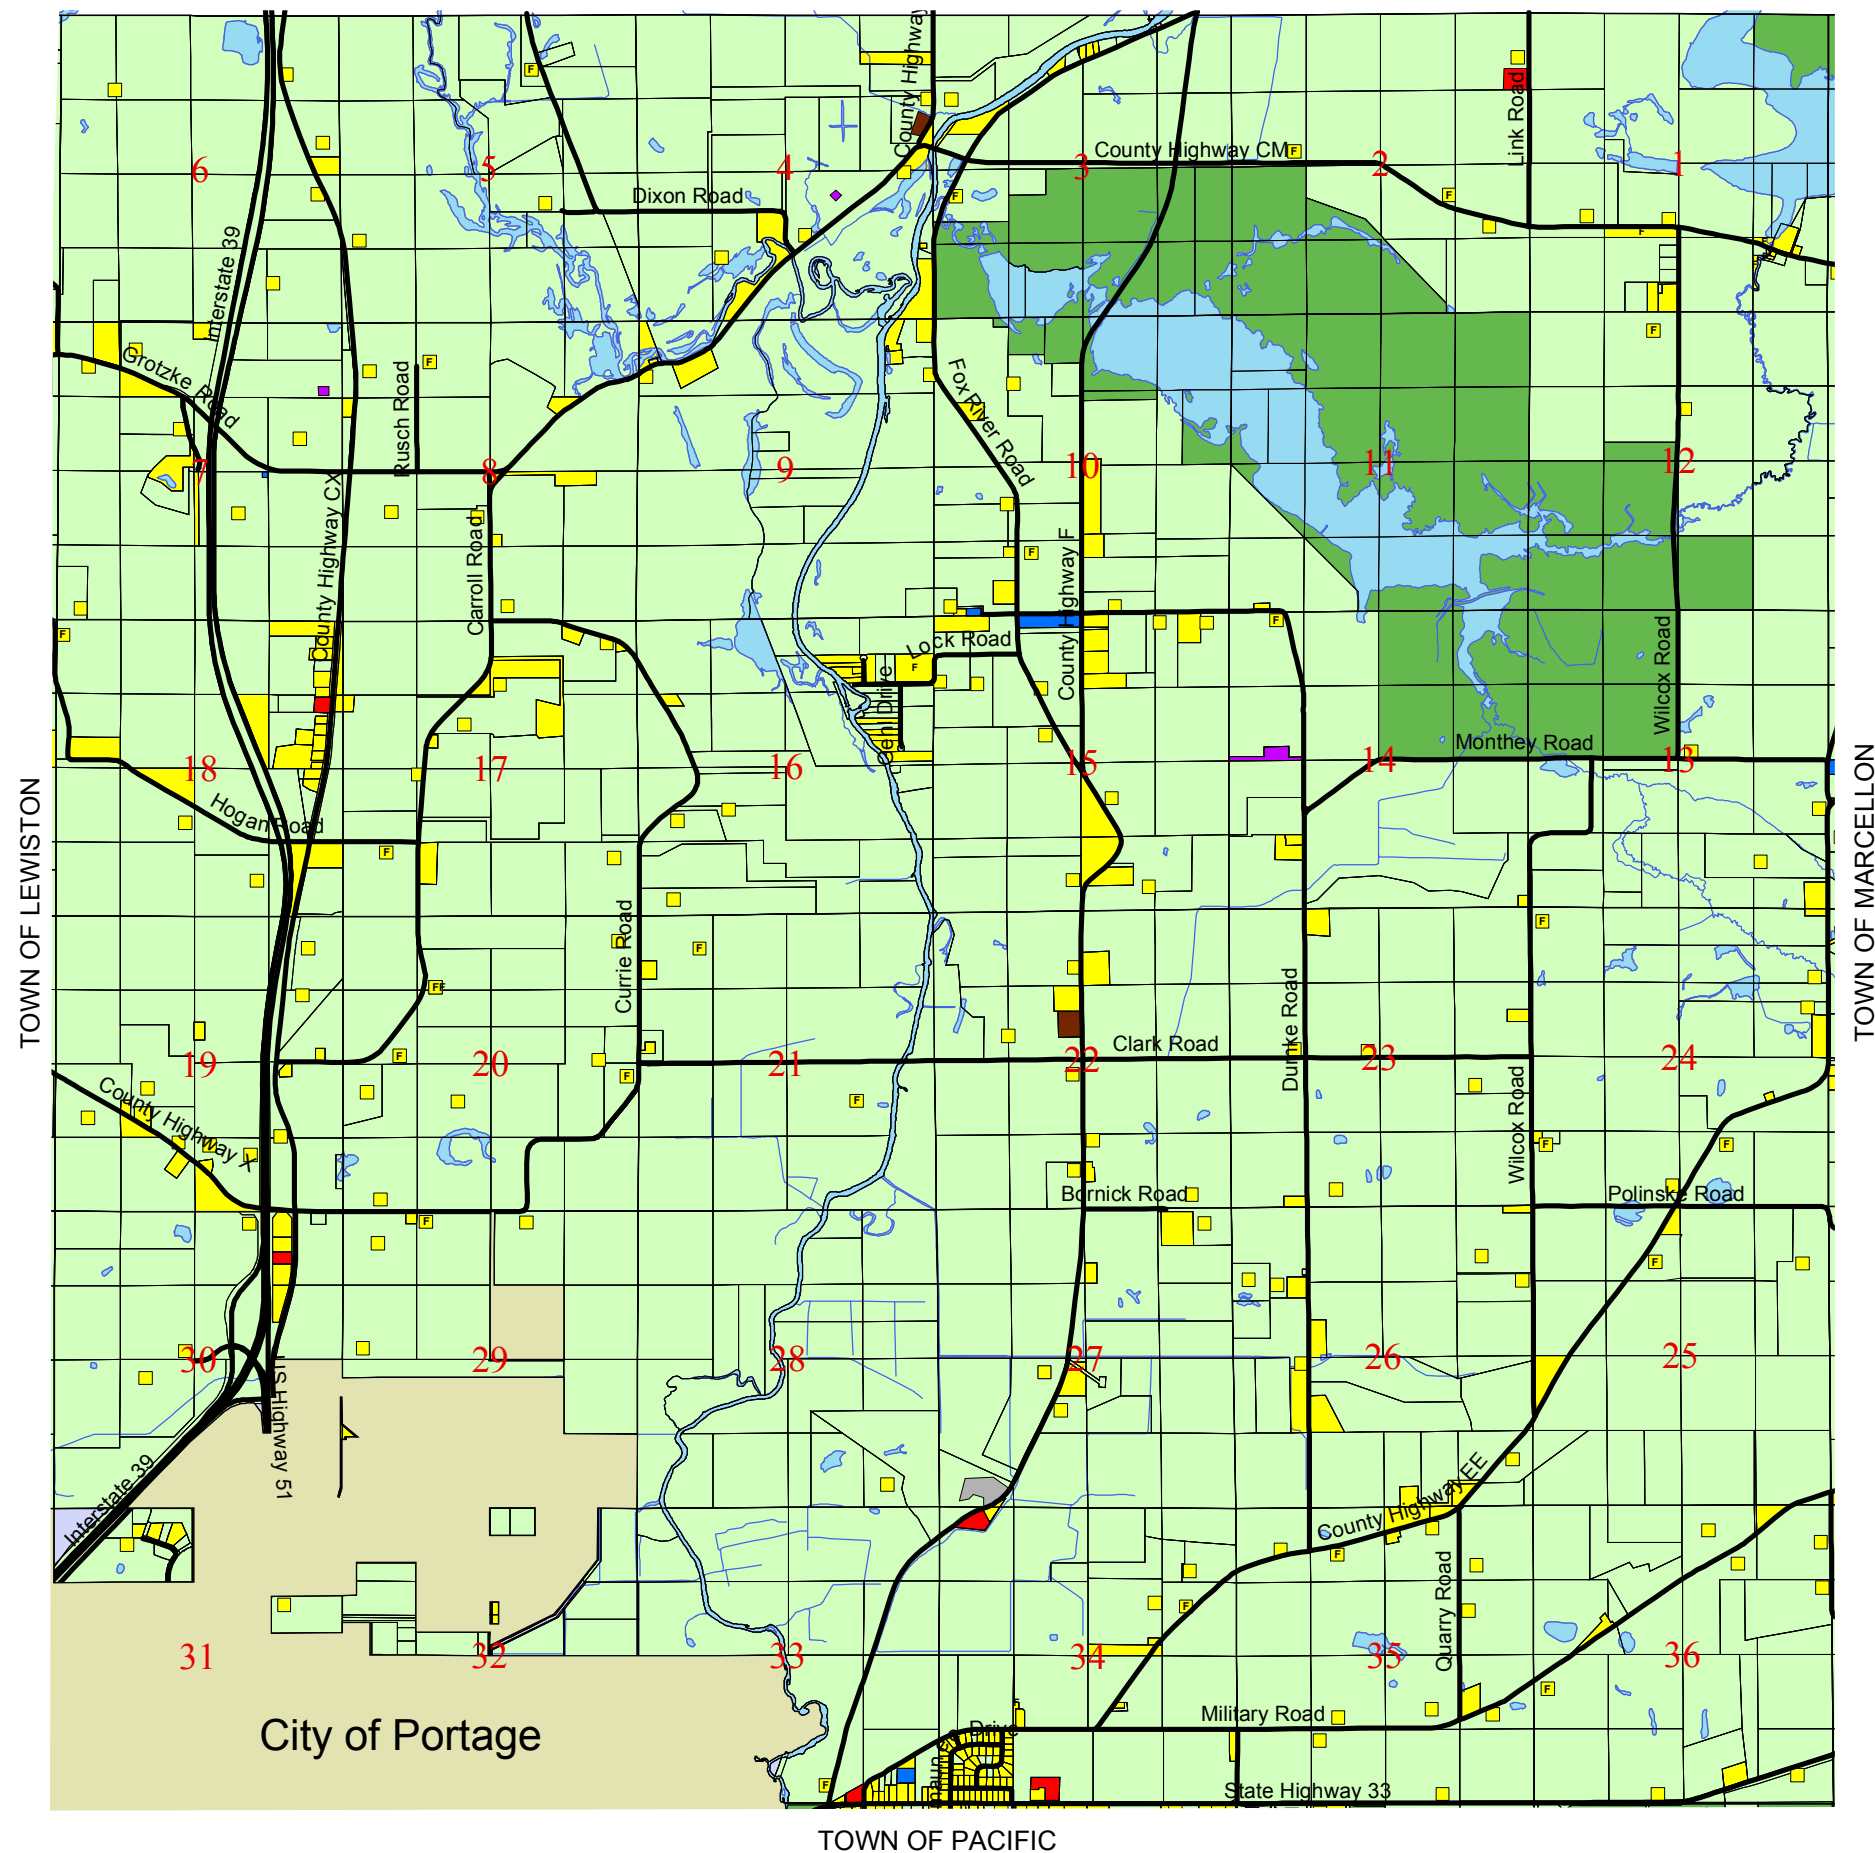 County Highway
Link Road
6
5
4
County Highway CM
F
3
2
1
Dixon Road
Interstate 39
Grotzke Road
Rusch Road
Fox River Road
7
8
9
10
11
12
County Highway CX
Carroll Road
County Highway F
Lock Road
Wilcox Road
Monthey Road
18
17
16
15
14
13
Hogan Road
TOWN OF LEWISTON
TOWN OF MARCELLON
Currie Road
Dumke Road
Clark Road
19
20
21
22
23
24
County Highway X
Wilcox Road
Bornick Road
Polinske Road
30
29
28
27
26
25
US Highway 51
Interstate 39
County Highway EE
Quarry Road
31
32
33
34
35
36
City of Portage
Military Road
Drive
State Highway 33
TOWN OF PACIFIC